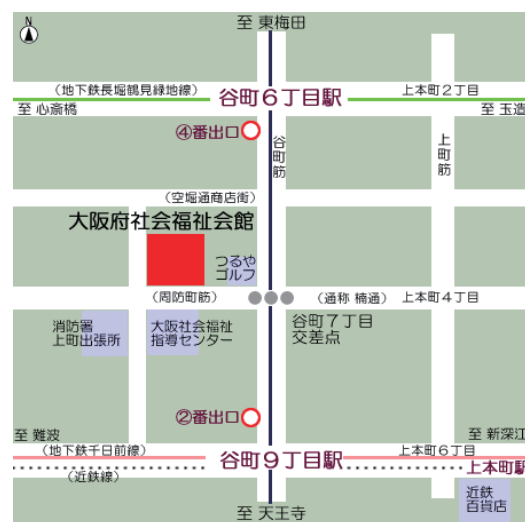 N
至 東梅田
(地下鉄長堀鶴見緑地線)
谷町6丁目駅
上本町2丁目
至 心斎橋
至 玉造
④番出口
谷町筋
上町筋
(空堀通商店街)
大阪府社会福祉会館
つるや
ゴルフ
(周防町筋)
(通称 楠通)
上本町4丁目
消防署
上町出張所
大阪社会福祉
指導センター
谷町7丁目
交差点
②番出口
至 難波
至 新深江
(地下鉄千日前線)
谷町9丁目駅
上本町6丁目
(近鉄線)
上本町駅
近鉄
百貨店
至 天王寺